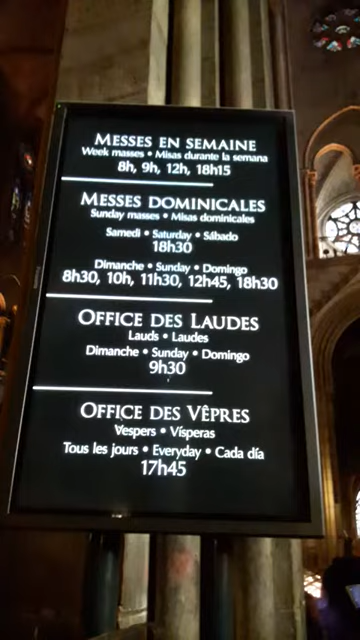 MESSES EN SEMAINE
Week masses • Misas durante la semana
8h, 9h, 12h, 18h15
MESSES DOMINICALES
Sunday masses • Misas dominicales
Samedi • Saturday • Sábado
18h30
Dimanche • Sunday • Domingo
8h30, 10h, 11h30, 12h45, 18h30
OFFICE DES LAUDES
Lauds • Laudes
Dimanche • Sunday • Domingo
9h30
OFFICE DES VÊPRES
Vespers • Vísperas
Tous les jours • Everyday • Cada día
17h45